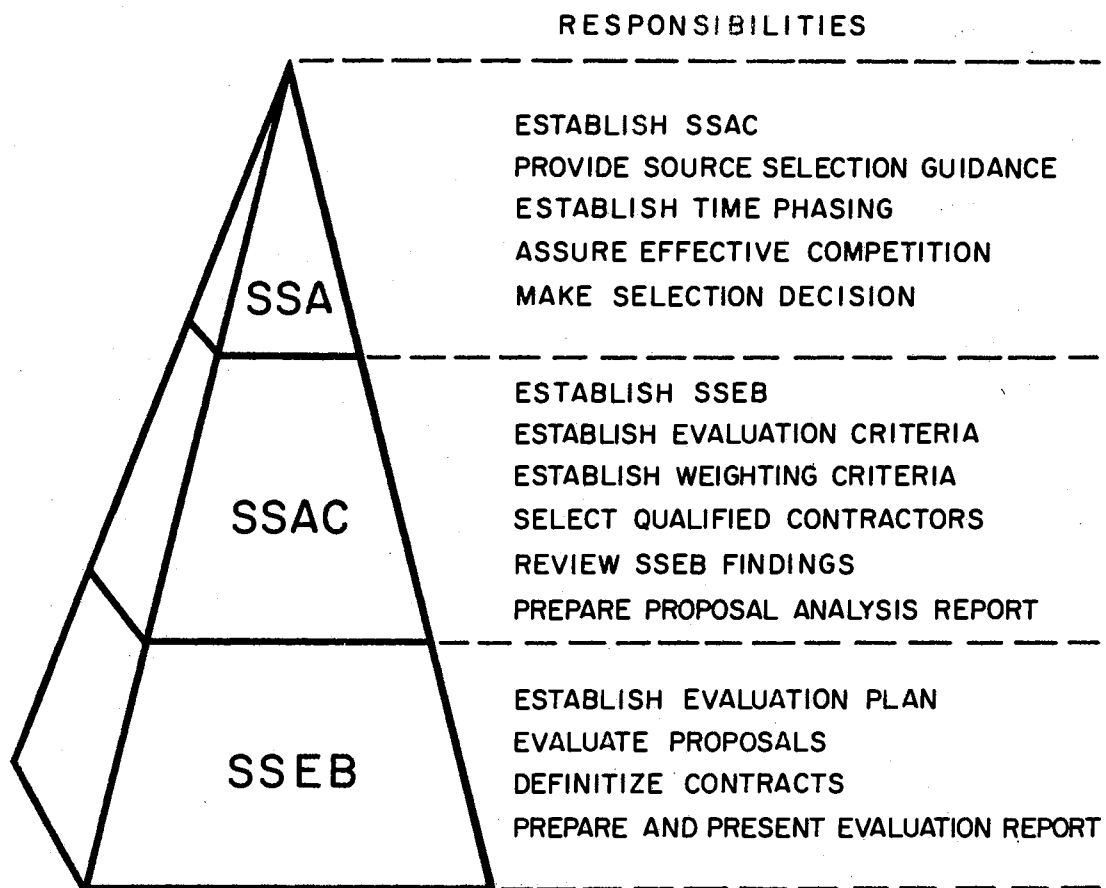 RESPONSIBILITIES
SSA
ESTABLISH SSAC
PROVIDE SOURCE SELECTION GUIDANCE
ESTABLISH TIME PHASING
ASSURE EFFECTIVE COMPETITION
MAKE SELECTION DECISION
SSAC
ESTABLISH SSEB
ESTABLISH EVALUATION CRITERIA
ESTABLISH WEIGHTING CRITERIA
SELECT QUALIFIED CONTRACTORS
REVIEW SSEB FINDINGS
PREPARE PROPOSAL ANALYSIS REPORT
SSEB
ESTABLISH EVALUATION PLAN
EVALUATE PROPOSALS
DEFINITIZE CONTRACTS
PREPARE AND PRESENT EVALUATION REPORT